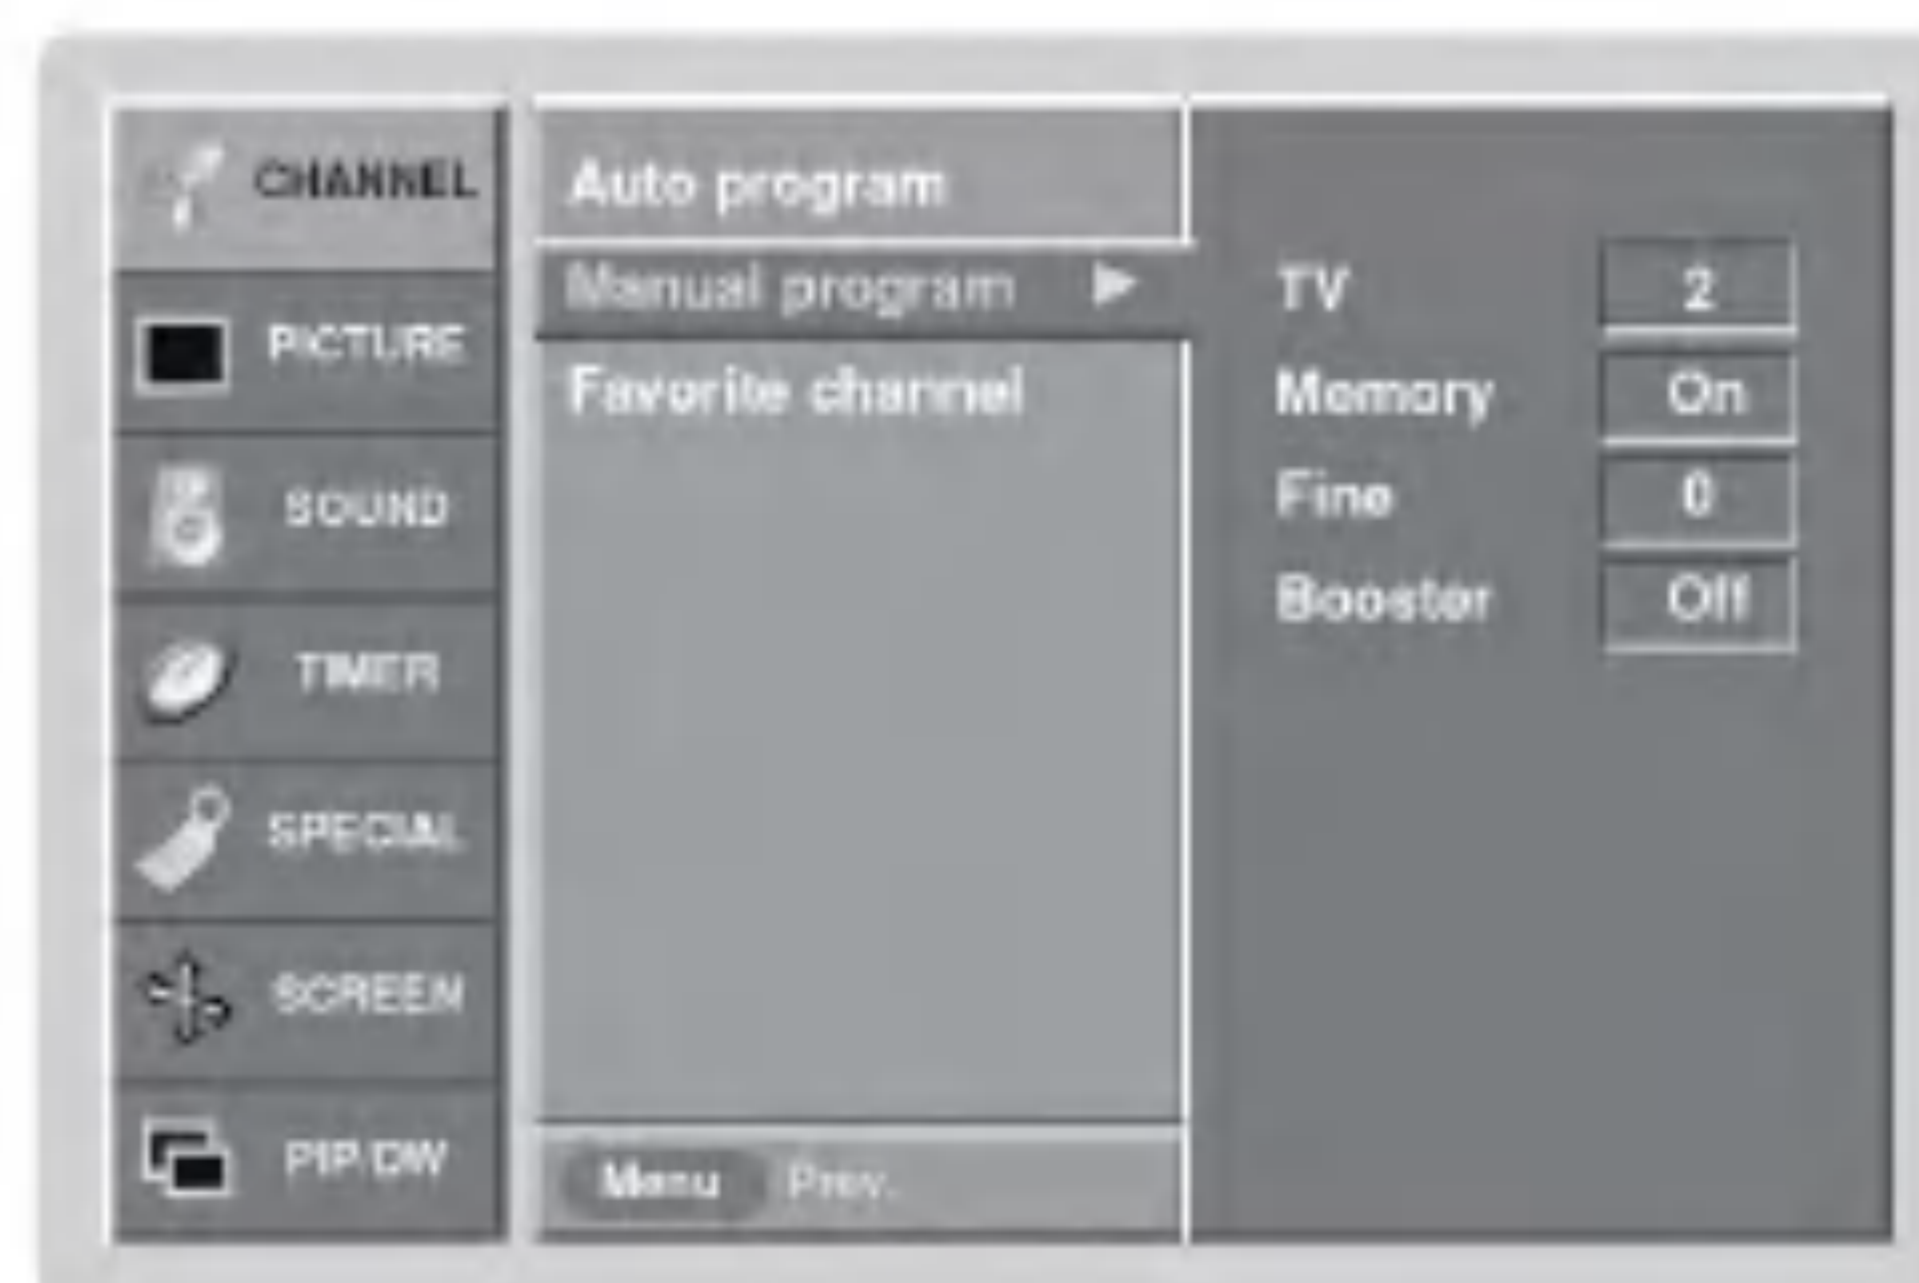 CHANNEL
PICTURE
SOUND
TIMER
SPECIAL
SCREEN
PIP/DW
Auto program
Manual program ▶
Favorite channel
Menu Prev.
TV 2
Memory On
Fine 0
Booster Off